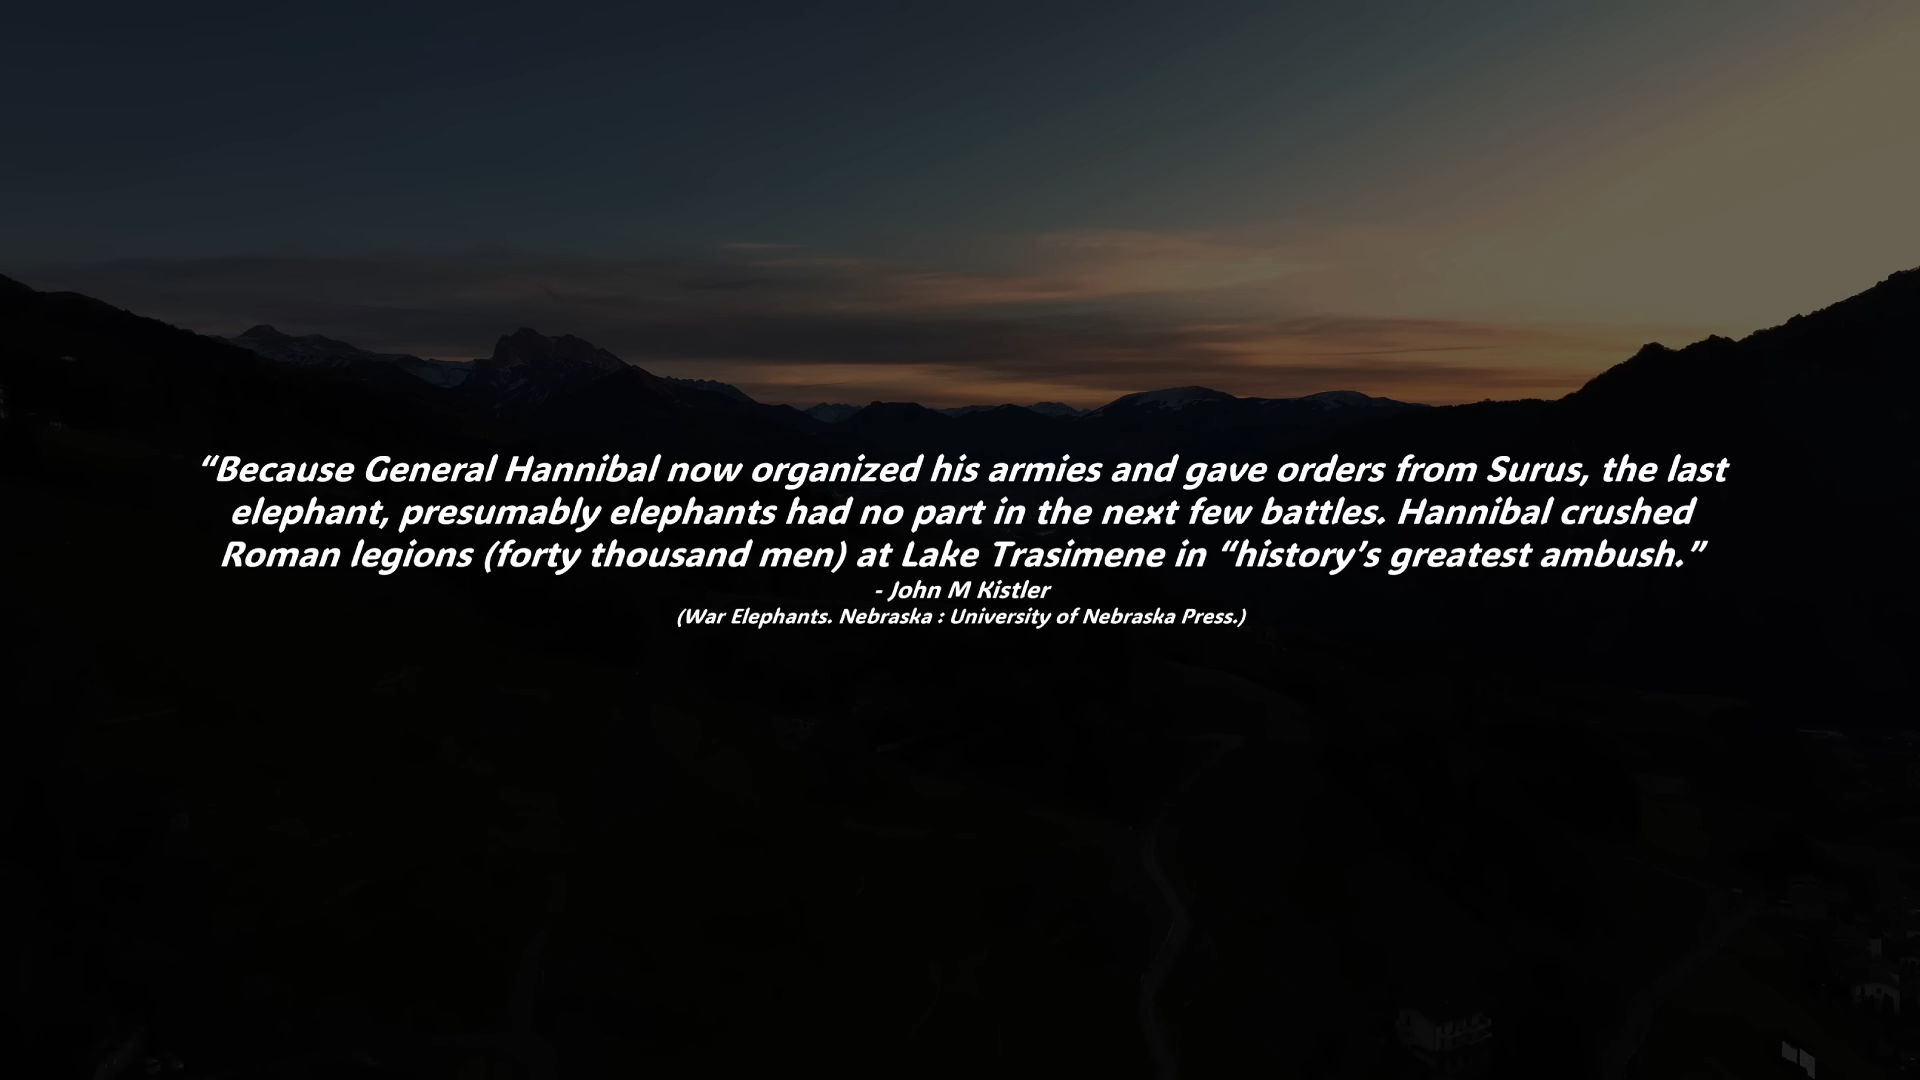 “Because General Hannibal now organized his armies and gave orders from Surus, the last
elephant, presumably elephants had no part in the next few battles. Hannibal crushed
Roman legions (forty thousand men) at Lake Trasimene in “history’s greatest ambush.”
- John M Kistler
(War Elephants. Nebraska : University of Nebraska Press.)